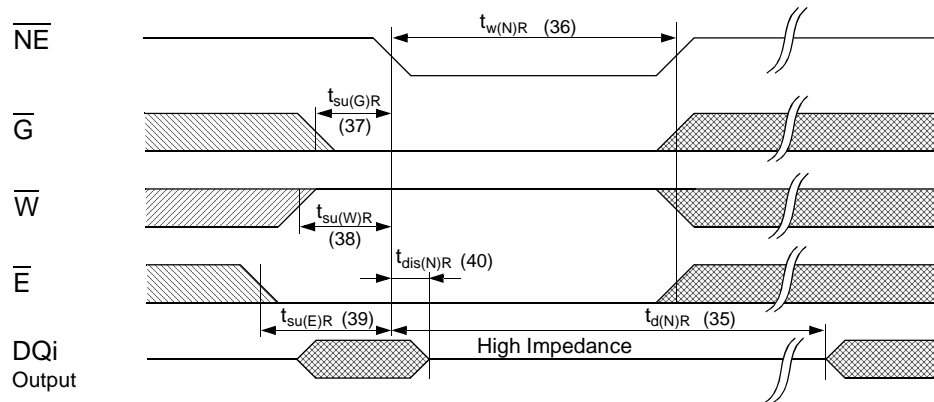 NE
t_w(N)R (36)
G
t_su(G)R
(37)
W
t_su(W)R
(38)
E
t_dis(N)R (40)
t_su(E)R (39)
t_d(N)R (35)
DQi
Output
High Impedance